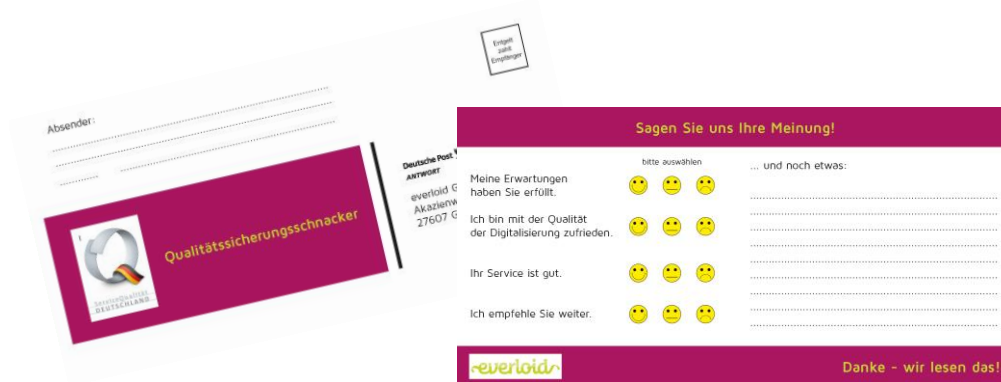 Entgelt
zahlt
Empfänger
Absender:
Deutsche Post
ANTWORT
everloid G
Akazienw
27607 G
Qualitätssicherungsschnacker
ServiceQualität
DEUTSCHLAND
Sagen Sie uns Ihre Meinung!
bitte auswählen
... und noch etwas:
Meine Erwartungen
haben Sie erfüllt.
Ich bin mit der Qualität
der Digitalisierung zufrieden.
Ihr Service ist gut.
Ich empfehle Sie weiter.
everloid
Danke - wir lesen das!